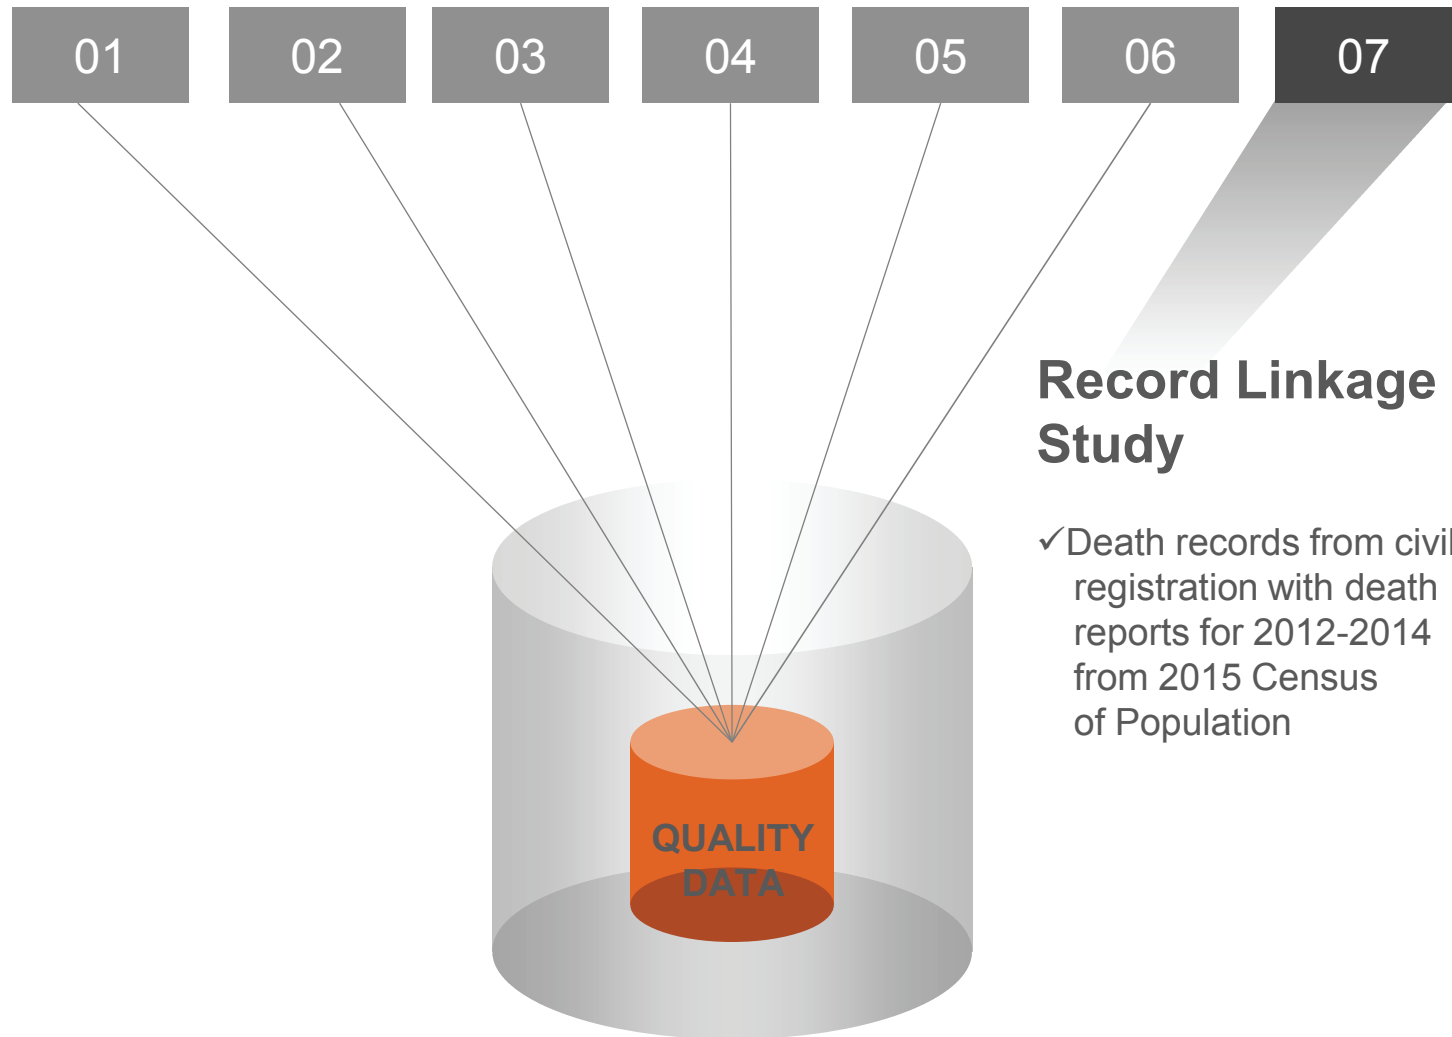 01 02 03 04 05 06 07
Record Linkage
Study
✓Death records from civil
registration with death
reports for 2012-2014
from 2015 Census
of Population
QUALITY
DATA